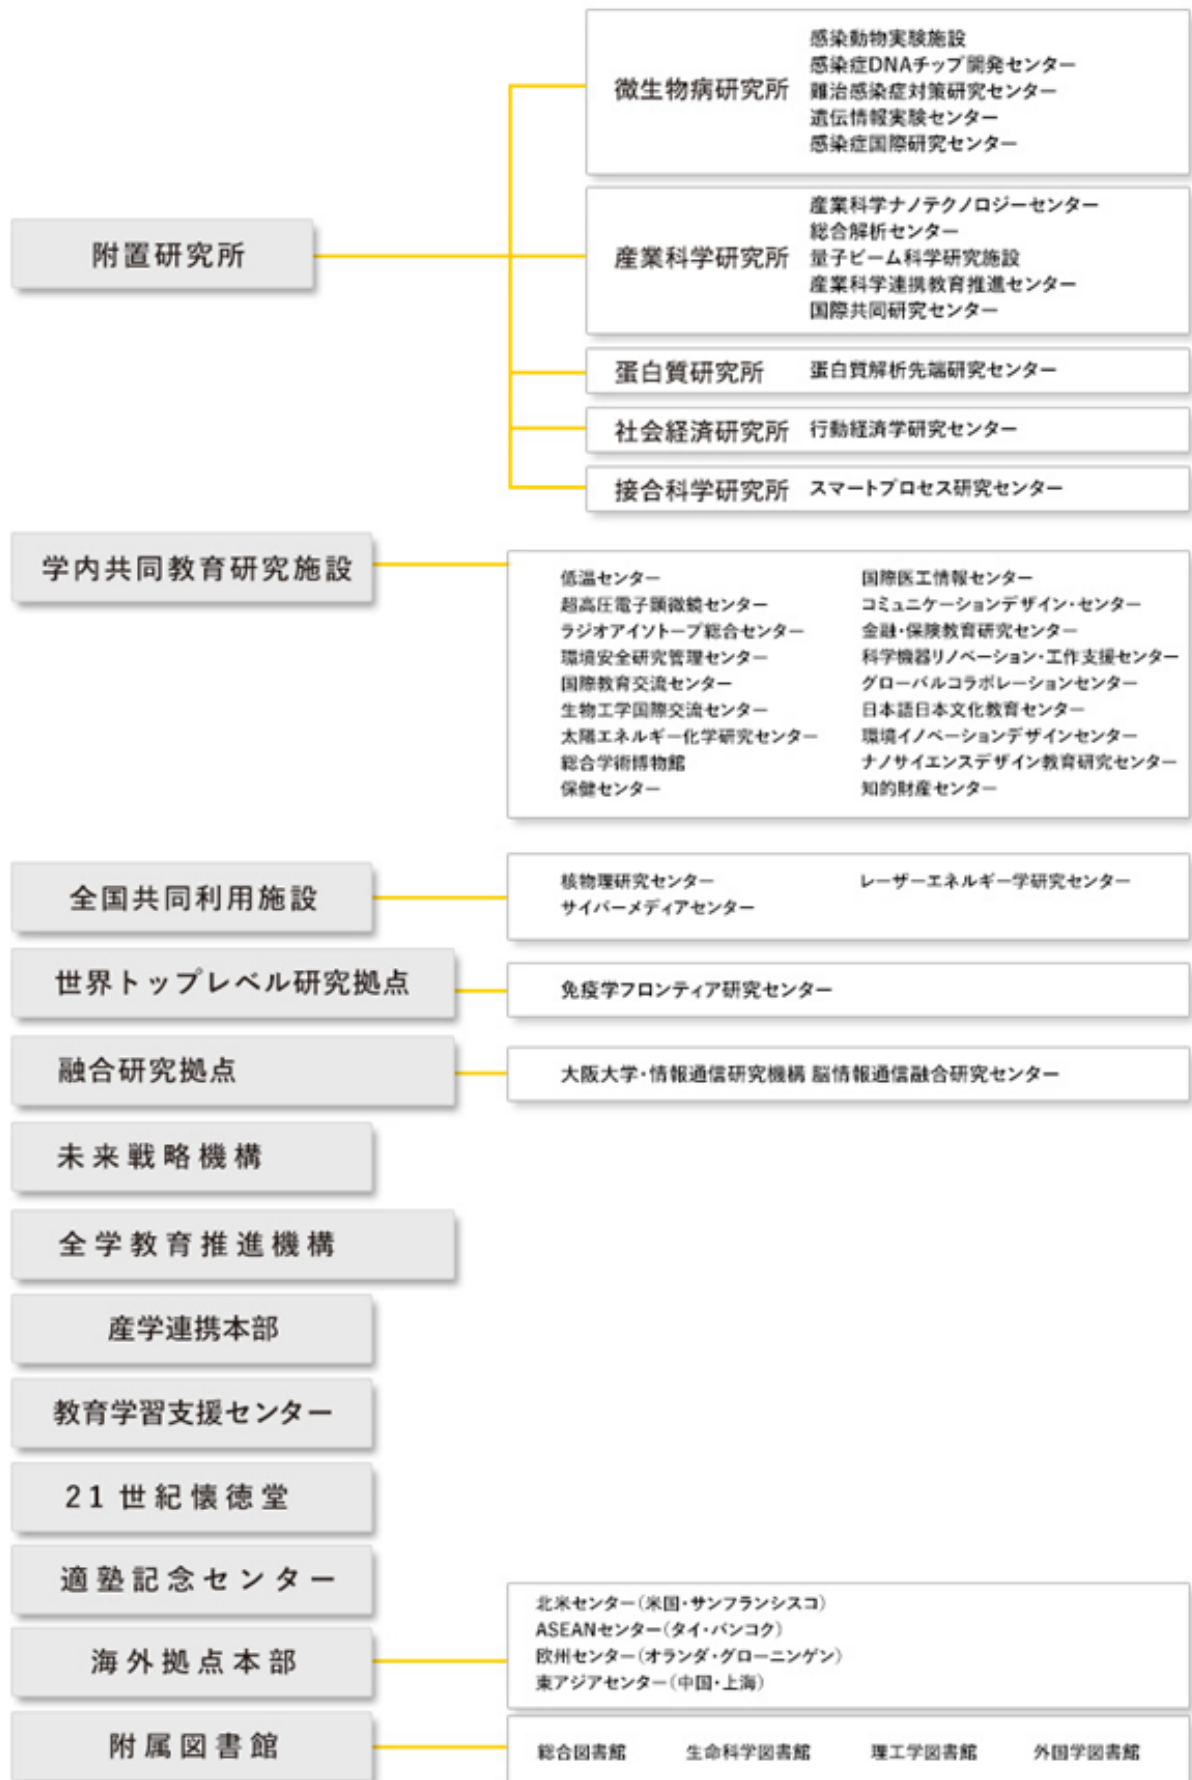 附置研究所
微生物病研究所
感染動物実験施設
感染症DNAチップ開発センター
難治感染症対策研究センター
遺伝情報実験センター
感染症国際研究センター
産業科学研究所
産業科学ナノテクノロジーセンター
総合解析センター
量子ビーム科学研究施設
産業科学連携教育推進センター
国際共同研究センター
蛋白質研究所
蛋白質解析先端研究センター
社会経済研究所
行動経済学研究センター
接合科学研究所
スマートプロセス研究センター
学内共同教育研究施設
低温センター
超高圧電子顕微鏡センター
ラジオアイソトープ総合センター
環境安全研究管理センター
国際教育交流センター
生物工学国際交流センター
太陽エネルギー化学研究センター
総合学術博物館
保健センター
国際医工情報センター
コミュニケーションデザイン・センター
金融・保険教育研究センター
科学機器リノベーション・工作支援センター
グローバルコラボレーションセンター
日本語日本文化教育センター
環境イノベーションデザインセンター
ナノサイエンスデザイン教育研究センター
知的財産センター
全国共同利用施設
核物理研究センター
サイバーメディアセンター
レーザーエネルギー学研究センター
世界トップレベル研究拠点
免疫学フロンティア研究センター
融合研究拠点
大阪大学・情報通信研究機構 脳情報通信融合研究センター
未来戦略機構
全学教育推進機構
産学連携本部
教育学習支援センター
21世紀懐徳堂
適塾記念センター
海外拠点本部
北米センター(米国・サンフランシスコ)
ASEANセンター(タイ・バンコク)
欧州センター(オランダ・グローニンゲン)
東アジアセンター(中国・上海)
附属図書館
総合図書館 生命科学図書館 理工学図書館 外国学図書館